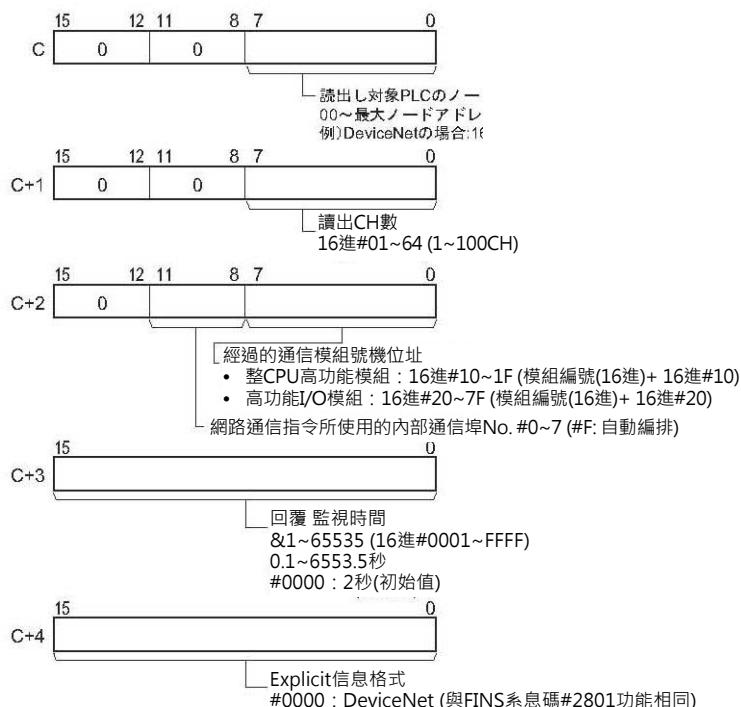 15 12 11 8 7 0
C 0 0
読出し対象PLCのノー
00～最大ノードアドレ
例)DeviceNetの場合:16
15 12 11 8 7 0
C+1 0 0
讀出CH數
16進#01~64 (1~100CH)
15 12 11 8 7 0
C+2 0
經過的通信模組號機位址
• 整CPU高功能模組：16進#10~1F (模組編號(16進)+ 16進#10)
• 高功能I/O模組：16進#20~7F (模組編號(16進)+ 16進#20)
網路通信指令所使用的內部通信埠No. #0~7 (#F: 自動編排)
15 0
C+3
回覆 監視時間
&1~65535 (16進#0001~FFFF)
0.1~6553.5秒
#0000：2秒(初始值)
15 0
C+4
Explicit信息格式
#0000：DeviceNet (與FINS系息碼#2801功能相同)